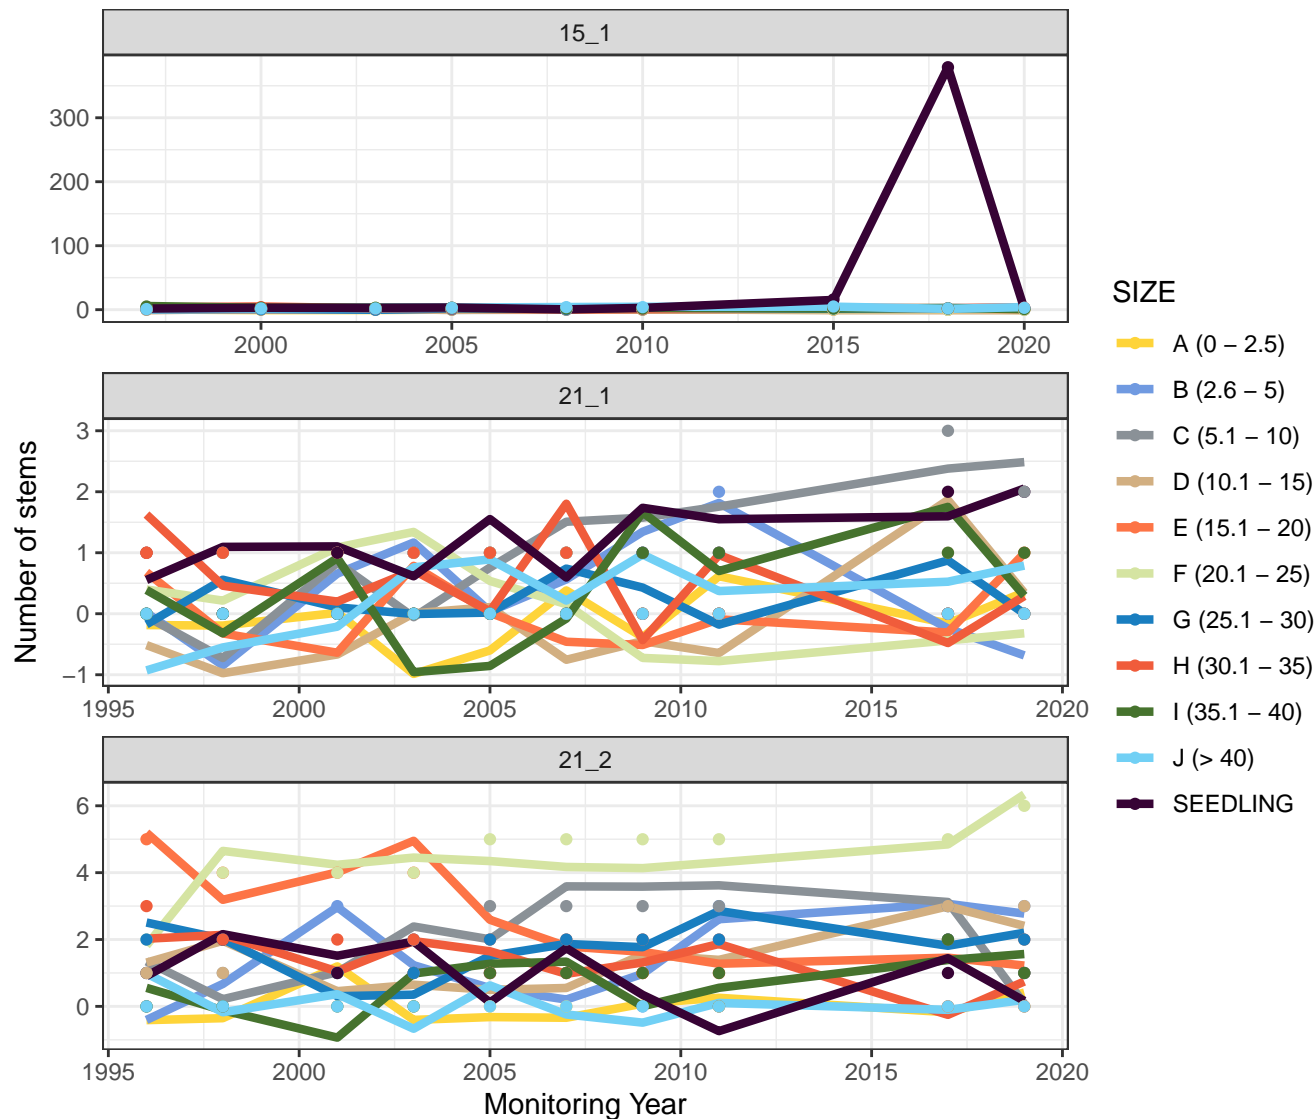 15_1
300
200
100
0
2000
2005
2010
2015
2020
21_1
3
2
1
0
−1
1995
2000
2005
2010
2015
2020
21_2
6
4
2
0
1995
2000
2005
2010
2015
2020
Number of stems
Monitoring Year
SIZE
A (0 − 2.5)
B (2.6 − 5)
C (5.1 − 10)
D (10.1 − 15)
E (15.1 − 20)
F (20.1 − 25)
G (25.1 − 30)
H (30.1 − 35)
I (35.1 − 40)
J (> 40)
SEEDLING